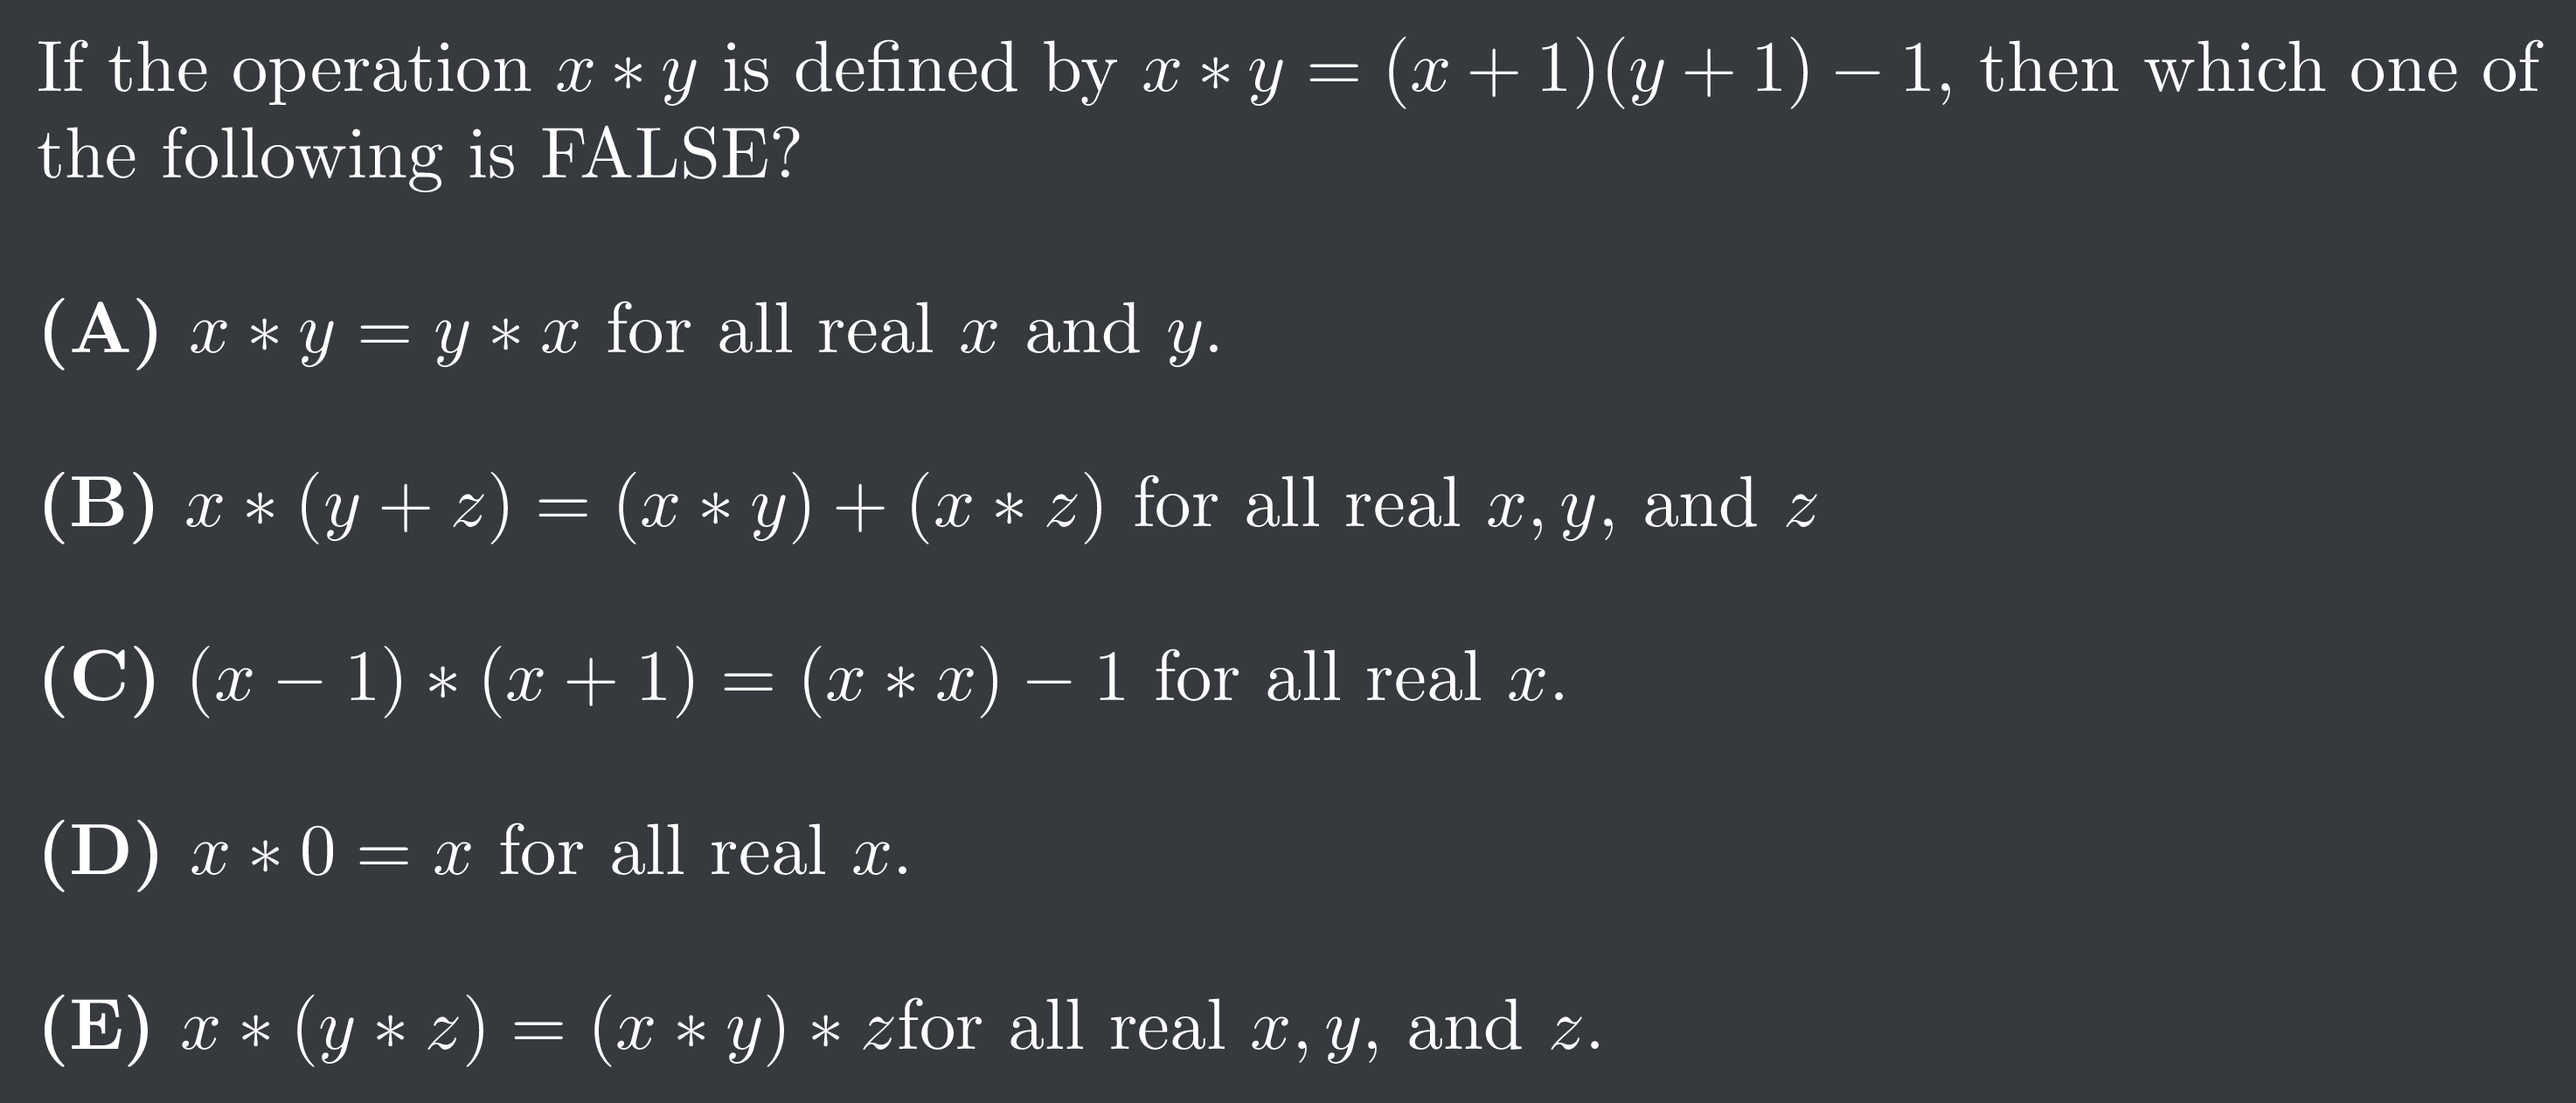 If the operation x ∗ y is defined by x ∗ y = (x + 1)(y + 1) − 1, then which one of
the following is FALSE?
(A) x ∗ y = y ∗ x for all real x and y.
(B) x ∗ (y + z) = (x ∗ y) + (x ∗ z) for all real x, y, and z
(C) (x − 1) ∗ (x + 1) = (x ∗ x) − 1 for all real x.
(D) x ∗ 0 = x for all real x.
(E) x ∗ (y ∗ z) = (x ∗ y) ∗ zfor all real x, y, and z.